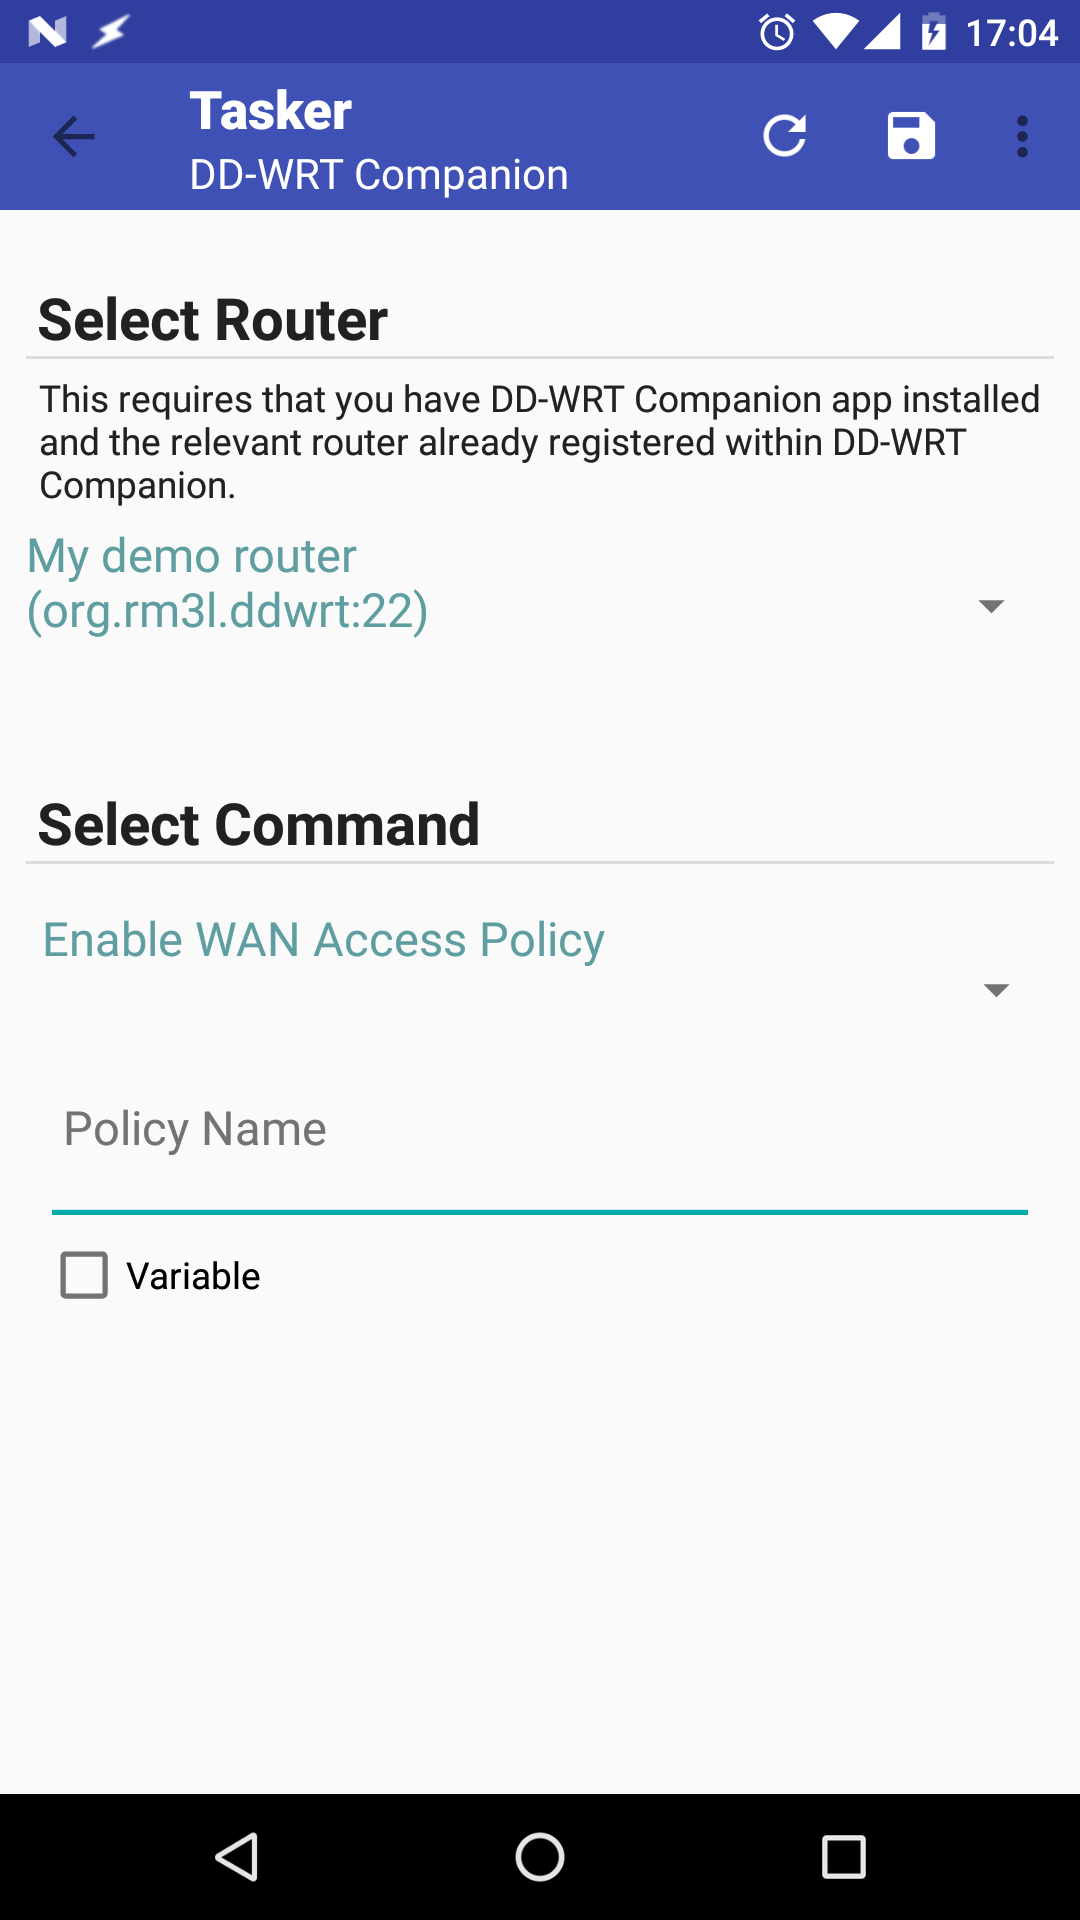 17:04
Tasker
DD-WRT Companion
Select Router
This requires that you have DD-WRT Companion app installed
and the relevant router already registered within DD-WRT
Companion.
My demo router
(org.rm3l.ddwrt:22)
Select Command
Enable WAN Access Policy
Policy Name
Variable